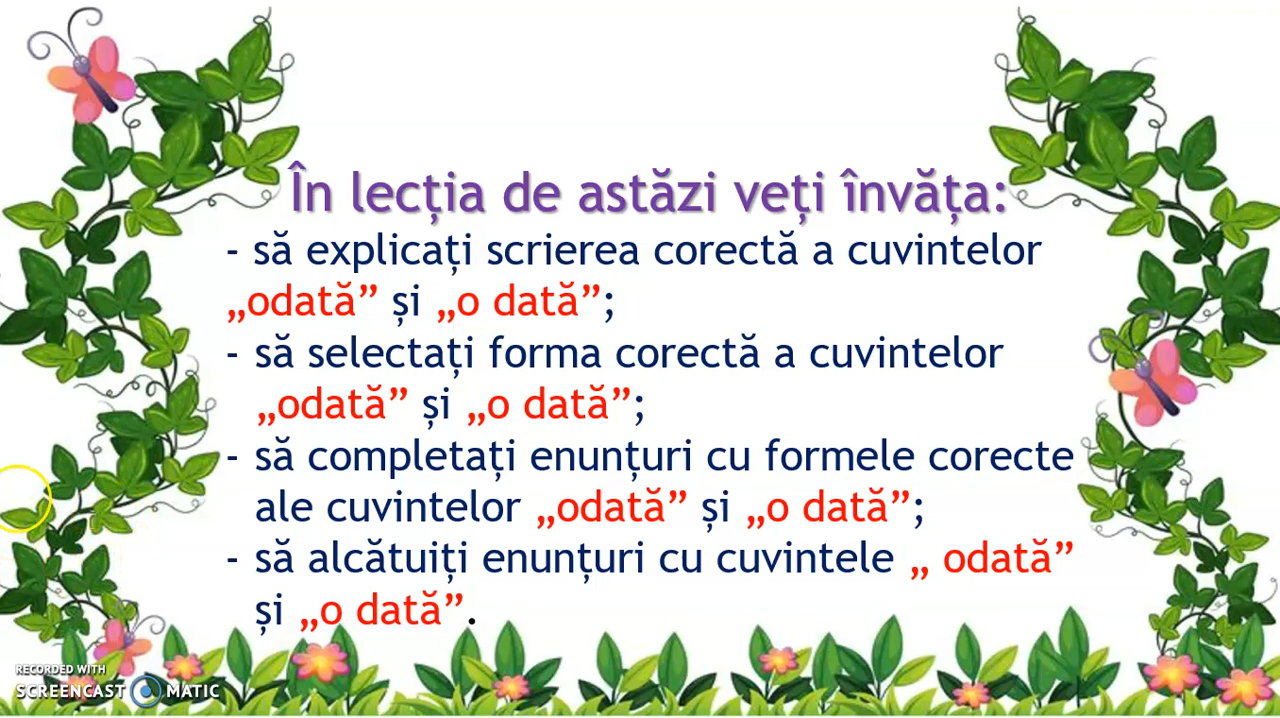 În lecția de astăzi veți învăța:
- să explicați scrierea corectă a cuvintelor
„odată” și „o dată”;
- să selectați forma corectă a cuvintelor
„odată” și „o dată”;
- să completați enunțuri cu formele corecte
ale cuvintelor „odată” și „o dată”;
- să alcătuiți enunțuri cu cuvintele „ odată”
și „o dată”.
RECORDED WITH
SCREENCAST MATIC